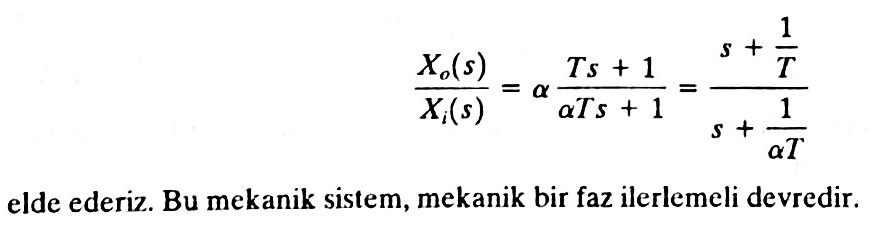 X_o(s)/X_i(s) = α (Ts + 1)/(αTs + 1) = (s + 1/T)/(s + 1/(αT))
elde ederiz. Bu mekanik sistem, mekanik bir faz ilerlemeli devredir.